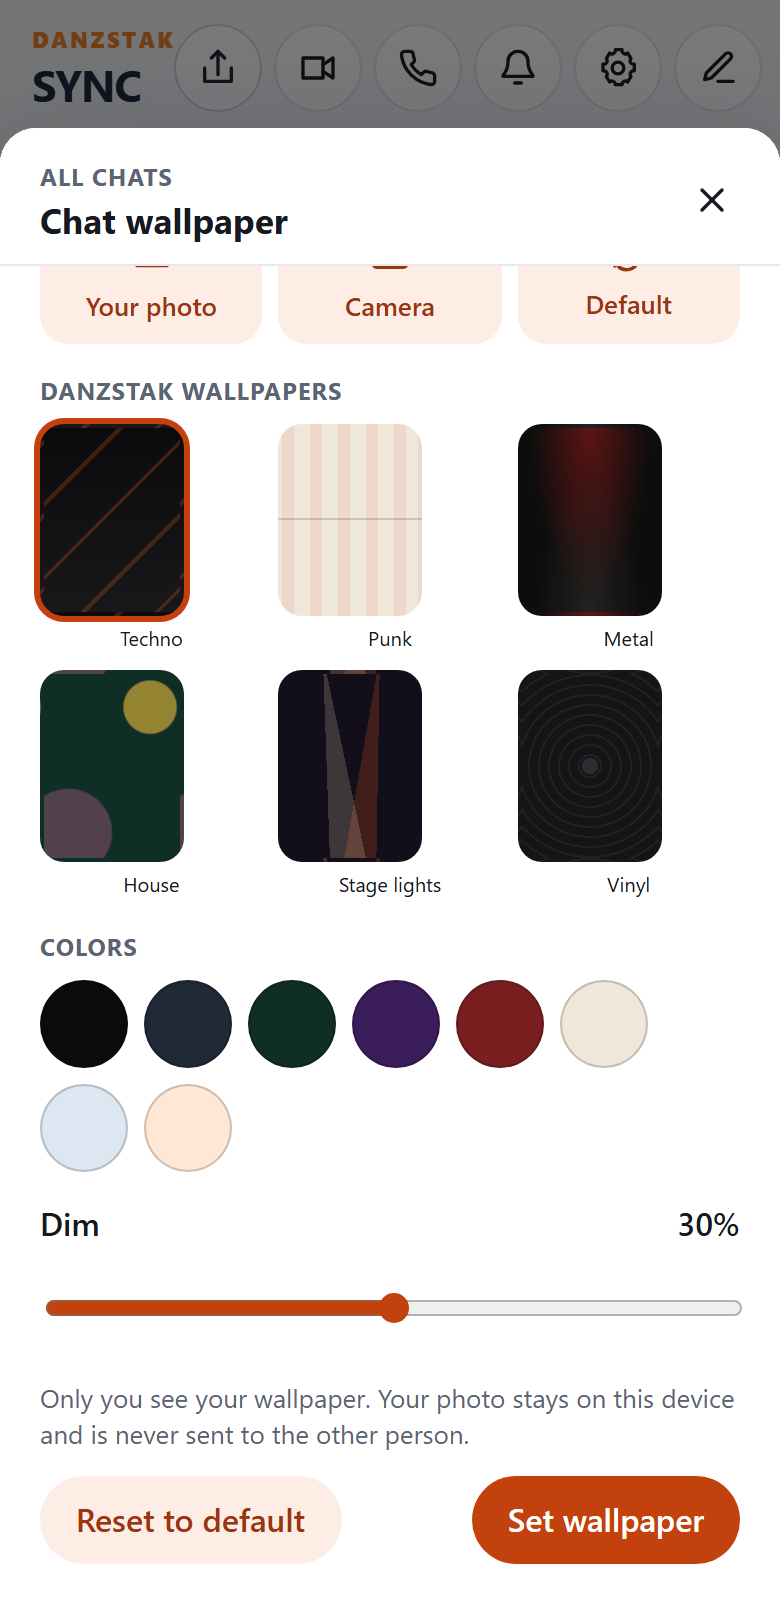 DANZSTAK
SYNC
ALL CHATS
Chat wallpaper
Your photo
Camera
Default
DANZSTAK WALLPAPERS
Techno
Punk
Metal
House
Stage lights
Vinyl
COLORS
Dim
30%
Only you see your wallpaper. Your photo stays on this device
and is never sent to the other person.
Reset to default
Set wallpaper